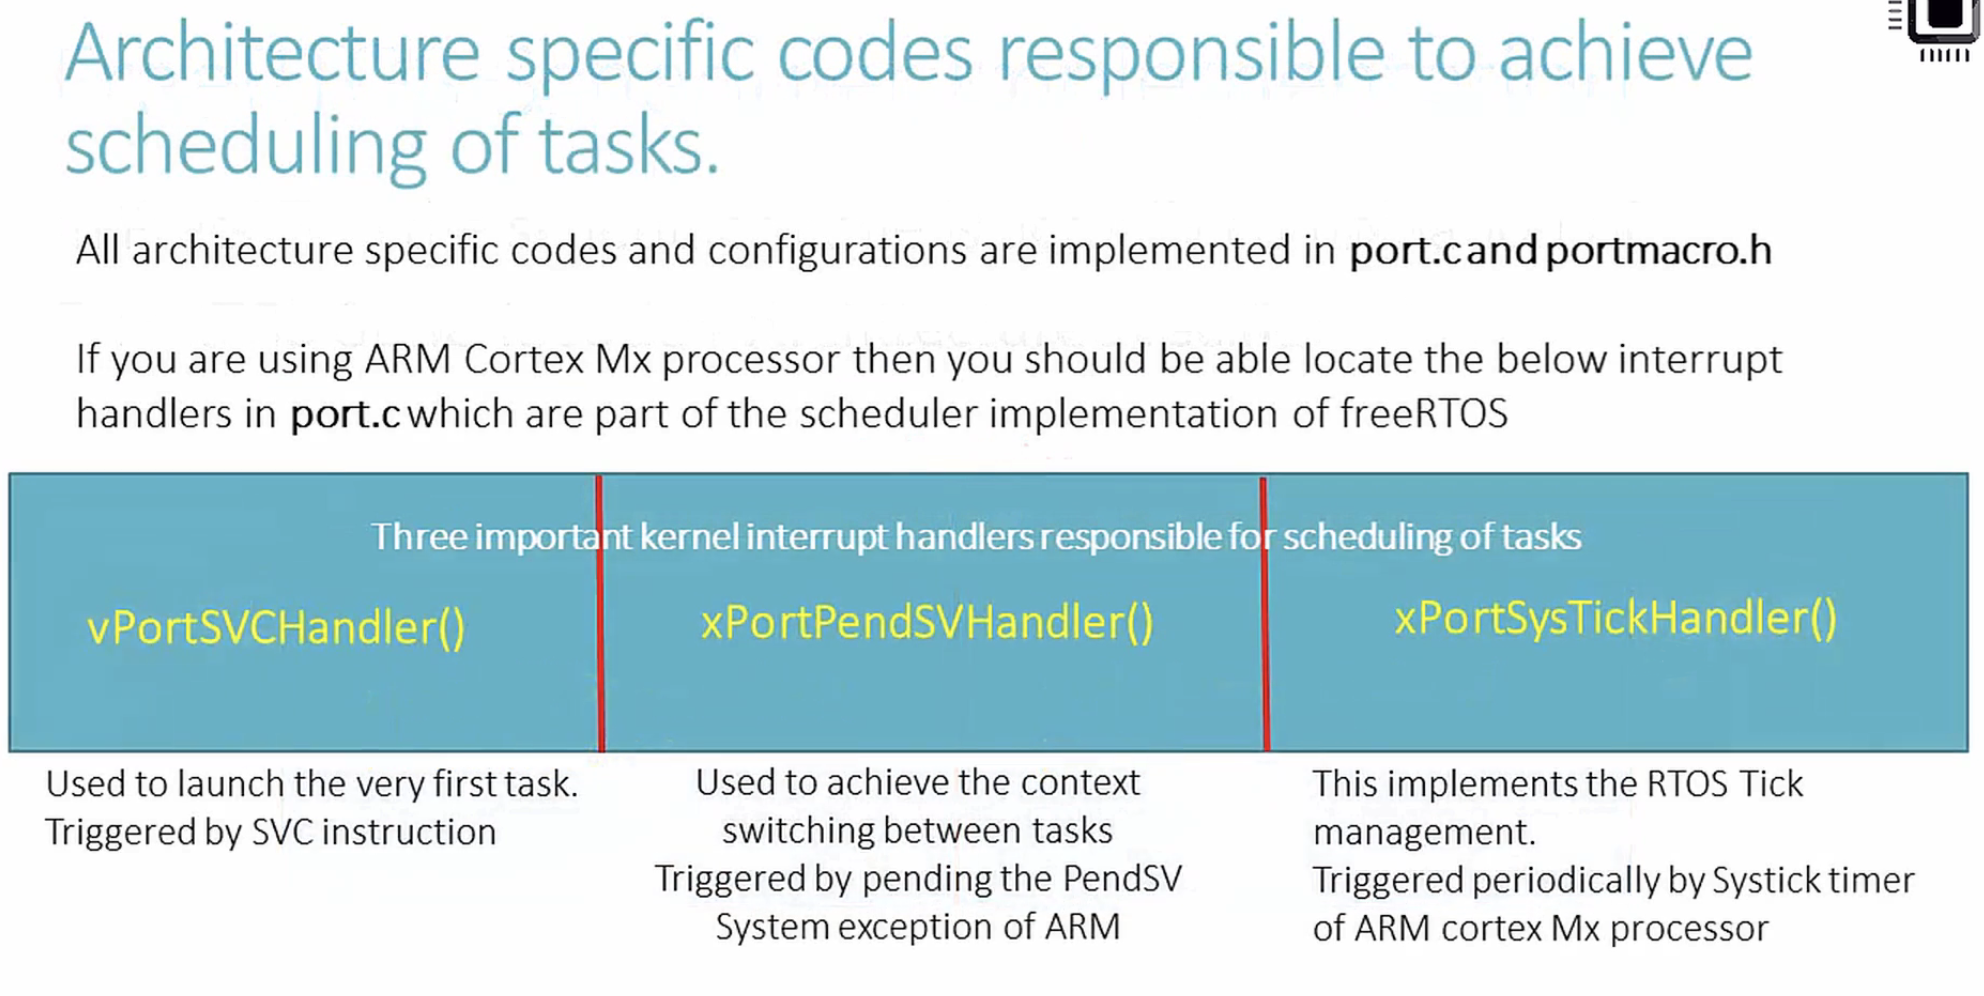 Architecture specific codes responsible to achieve
scheduling of tasks.
All architecture specific codes and configurations are implemented in port.c and portmacro.h
If you are using ARM Cortex Mx processor then you should be able locate the below interrupt
handlers in port.c which are part of the scheduler implementation of freeRTOS
Three important kernel interrupt handlers responsible for scheduling of tasks
vPortSVCHandler()
xPortPendSVHandler()
xPortSysTickHandler()
Used to launch the very first task.
Triggered by SVC instruction
Used to achieve the context
switching between tasks
Triggered by pending the PendSV
System exception of ARM
This implements the RTOS Tick
management.
Triggered periodically by Systick timer
of ARM cortex Mx processor